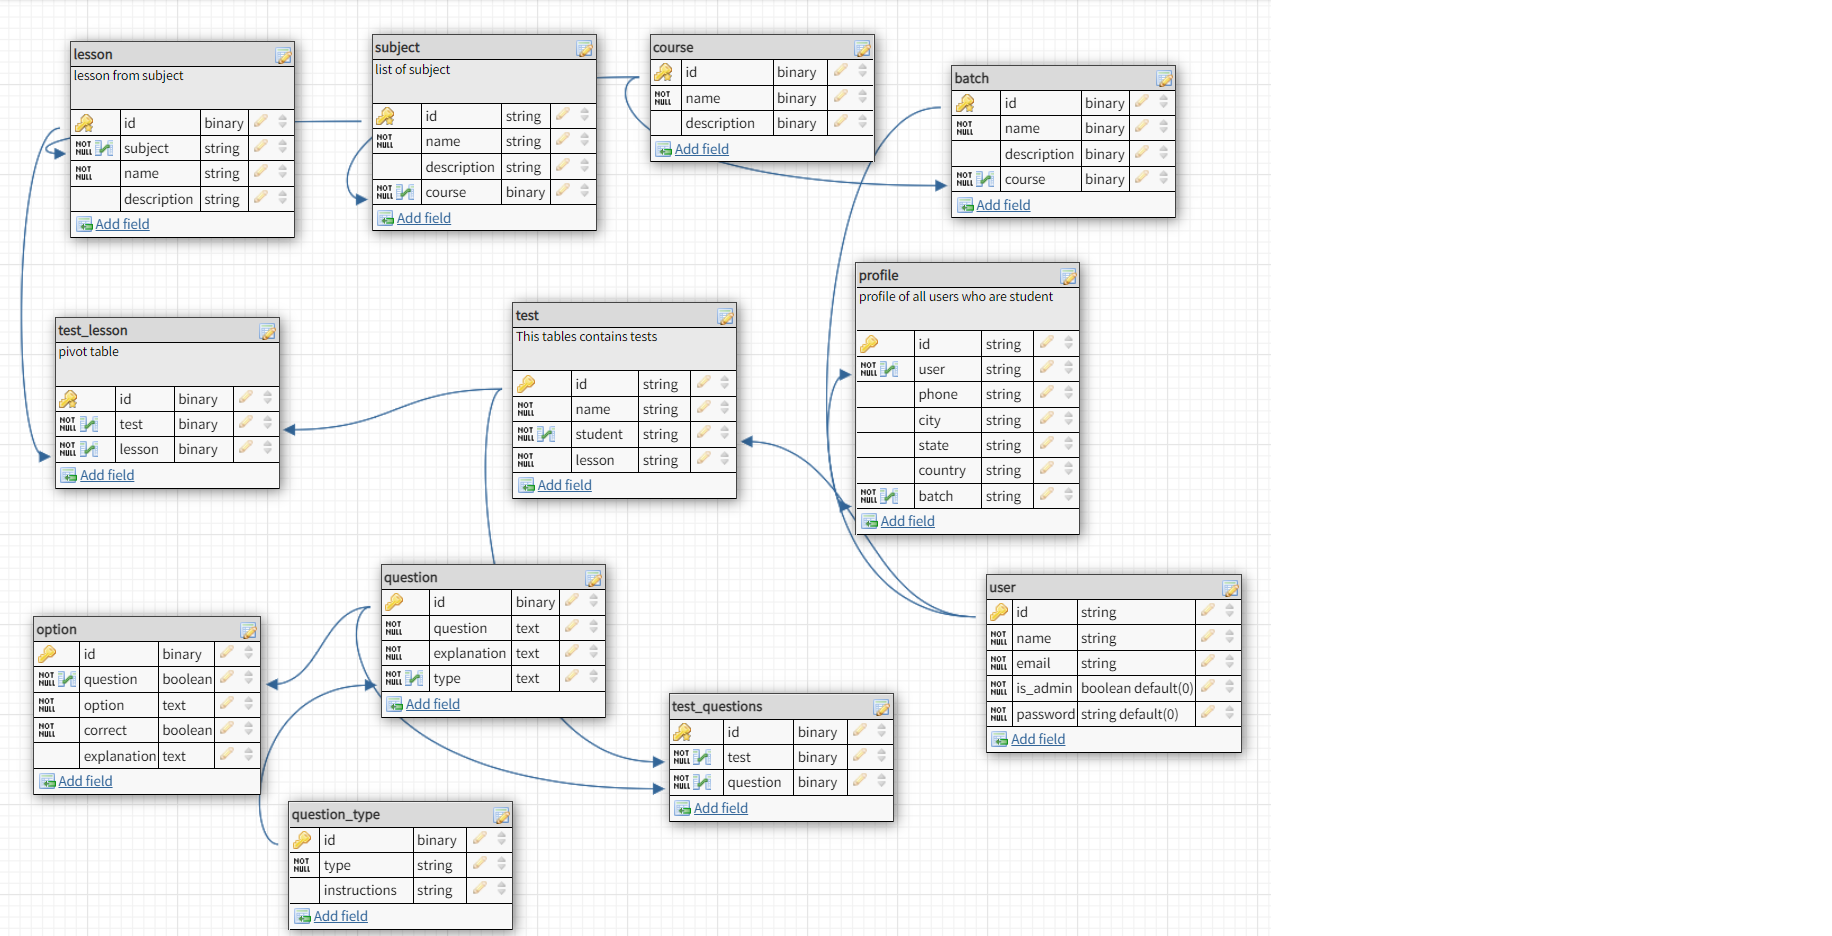 lesson
lesson from subject
id binary
NOT NULL subject string
NOT NULL name string
description string
Add field
subject
list of subject
id string
NOT NULL name string
description string
NOT NULL course binary
Add field
course
id binary
NOT NULL name binary
description binary
Add field
batch
id binary
NOT NULL name binary
description binary
NOT NULL course binary
Add field
profile
profile of all users who are student
id string
NOT NULL user string
phone string
city string
state string
country string
NOT NULL batch string
Add field
test_lesson
pivot table
id binary
NOT NULL test binary
NOT NULL lesson binary
Add field
test
This tables contains tests
id string
NOT NULL name string
NOT NULL student string
NOT NULL lesson string
Add field
question
id binary
NOT NULL question text
NOT NULL explanation text
NOT NULL type text
Add field
user
id string
NOT NULL name string
NOT NULL email string
NOT NULL is_admin boolean default(0)
NOT NULL password string default(0)
Add field
option
id binary
NOT NULL question boolean
NOT NULL option text
NOT NULL correct boolean
explanation text
Add field
test_questions
id binary
NOT NULL test binary
NOT NULL question binary
Add field
question_type
id binary
NOT NULL type string
instructions string
Add field